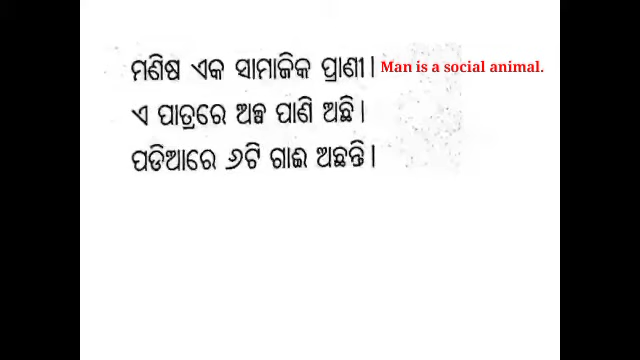 ମଣିଷ ଏକ ସାମାଜିକ ପ୍ରାଣୀ। Man is a social animal.
ଏ ପାତ୍ରରେ ଅଳ୍ପ ପାଣି ଅଛି।
ପଡିଆରେ ୬ଟି ଗାଈ ଅଛନ୍ତି।